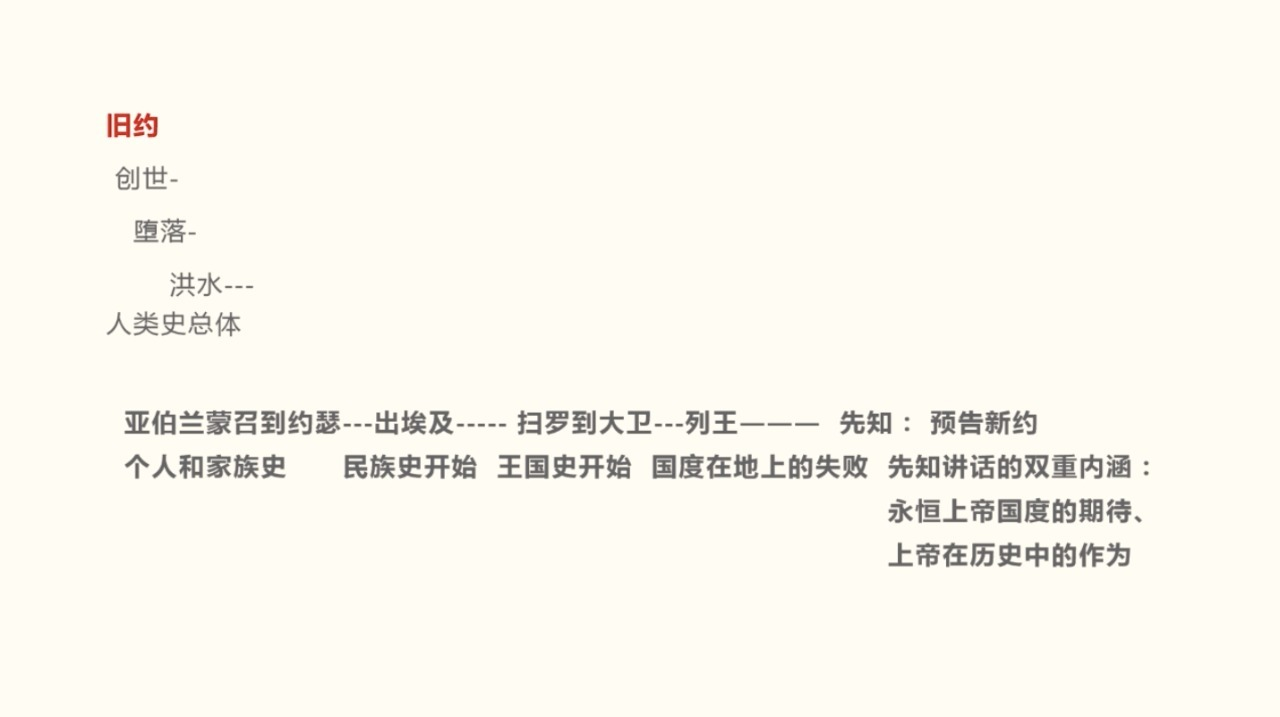 旧约
创世-
堕落-
洪水---
人类史总体
亚伯兰蒙召到约瑟---出埃及----- 扫罗到大卫---列王——— 先知： 预告新约
个人和家族史 民族史开始 王国史开始 国度在地上的失败 先知讲话的双重内涵：
永恒上帝国度的期待、
上帝在历史中的作为